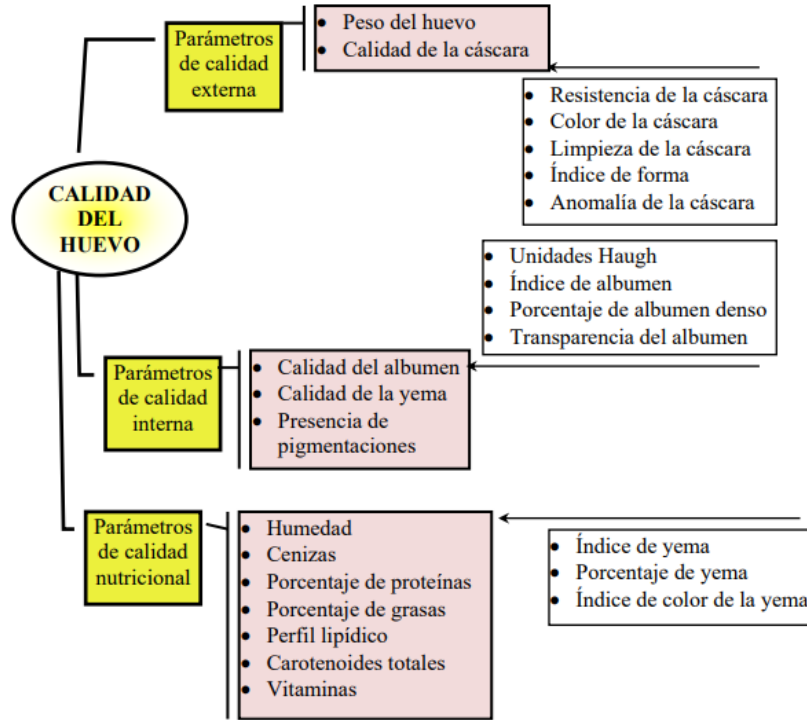 Parámetros
de calidad
externa
• Peso del huevo
• Calidad de la cáscara
• Resistencia de la cáscara
• Color de la cáscara
• Limpieza de la cáscara
• Índice de forma
• Anomalía de la cáscara
CALIDAD
DEL
HUEVO
• Unidades Haugh
• Índice de albumen
• Porcentaje de albumen denso
• Transparencia del albumen
Parámetros
de calidad
interna
• Calidad del albumen
• Calidad de la yema
• Presencia de
pigmentaciones
Parámetros
de calidad
nutricional
• Humedad
• Cenizas
• Porcentaje de proteínas
• Porcentaje de grasas
• Perfil lipídico
• Carotenoides totales
• Vitaminas
• Índice de yema
• Porcentaje de yema
• Índice de color de la yema